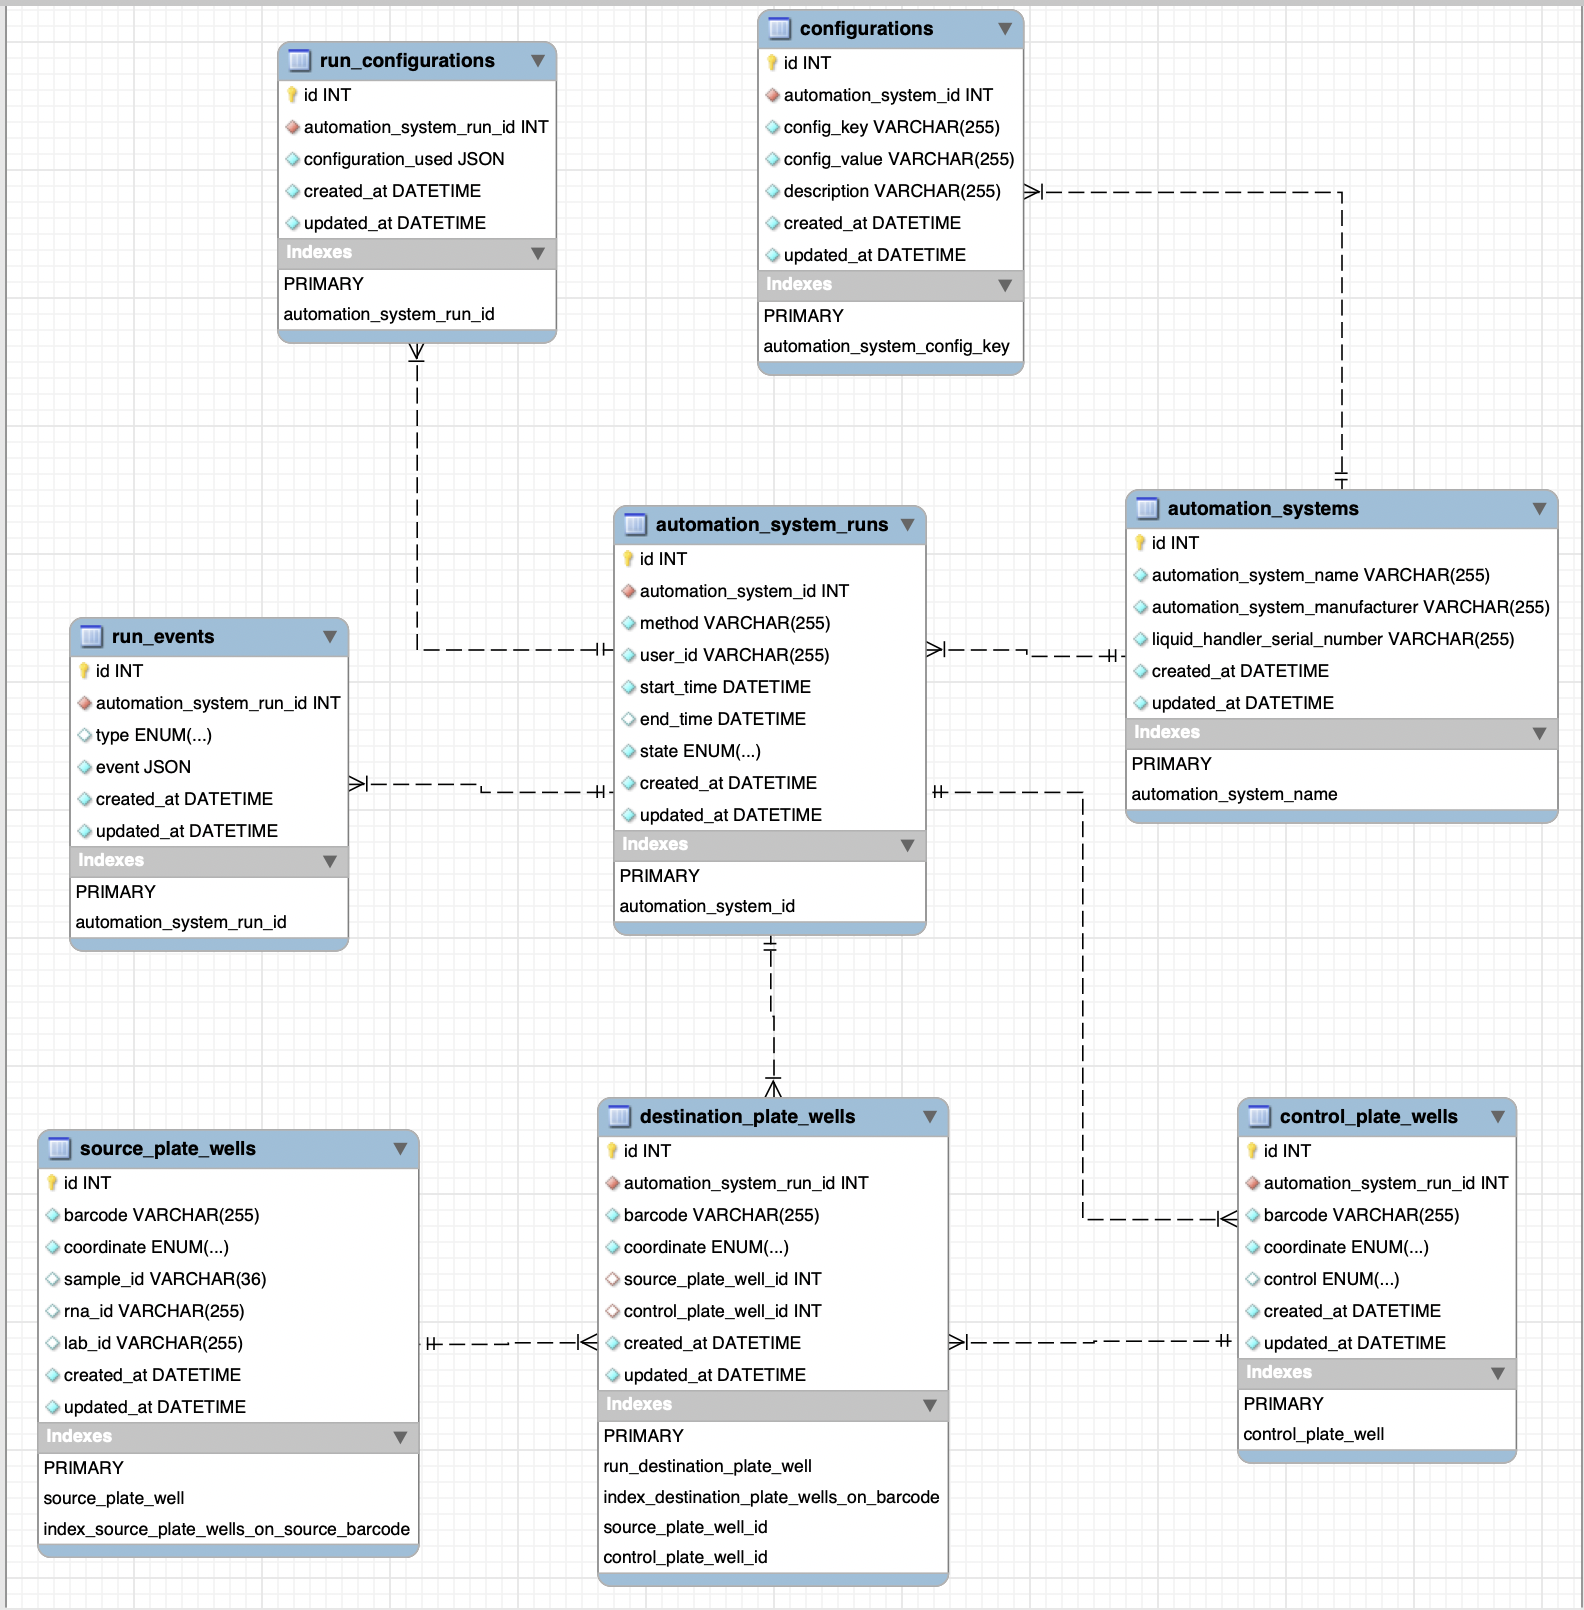 run_configurations
id INT
automation_system_run_id INT
configuration_used JSON
created_at DATETIME
updated_at DATETIME
Indexes
PRIMARY
automation_system_run_id
configurations
id INT
automation_system_id INT
config_key VARCHAR(255)
config_value VARCHAR(255)
description VARCHAR(255)
created_at DATETIME
updated_at DATETIME
Indexes
PRIMARY
automation_system_config_key
run_events
id INT
automation_system_run_id INT
type ENUM(...)
event JSON
created_at DATETIME
updated_at DATETIME
Indexes
PRIMARY
automation_system_run_id
automation_system_runs
id INT
automation_system_id INT
method VARCHAR(255)
user_id VARCHAR(255)
start_time DATETIME
end_time DATETIME
state ENUM(...)
created_at DATETIME
updated_at DATETIME
Indexes
PRIMARY
automation_system_id
automation_systems
id INT
automation_system_name VARCHAR(255)
automation_system_manufacturer VARCHAR(255)
liquid_handler_serial_number VARCHAR(255)
created_at DATETIME
updated_at DATETIME
Indexes
PRIMARY
automation_system_name
source_plate_wells
id INT
barcode VARCHAR(255)
coordinate ENUM(...)
sample_id VARCHAR(36)
rna_id VARCHAR(255)
lab_id VARCHAR(255)
created_at DATETIME
updated_at DATETIME
Indexes
PRIMARY
source_plate_well
index_source_plate_wells_on_source_barcode
destination_plate_wells
id INT
automation_system_run_id INT
barcode VARCHAR(255)
coordinate ENUM(...)
source_plate_well_id INT
control_plate_well_id INT
created_at DATETIME
updated_at DATETIME
Indexes
PRIMARY
run_destination_plate_well
index_destination_plate_wells_on_barcode
source_plate_well_id
control_plate_well_id
control_plate_wells
id INT
automation_system_run_id INT
barcode VARCHAR(255)
coordinate ENUM(...)
control ENUM(...)
created_at DATETIME
updated_at DATETIME
Indexes
PRIMARY
control_plate_well